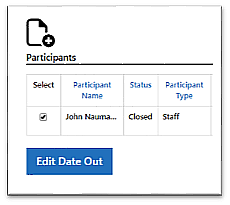 Participants
Select Participant Name Status Participant Type
John Nauma... Closed Staff
Edit Date Out